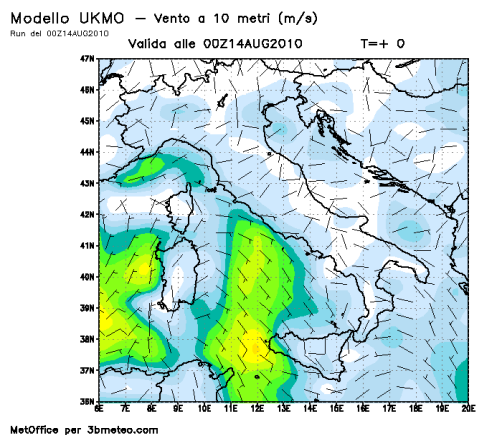 Modello UKMO – Vento a 10 metri (m/s)
Run del 00Z14AUG2010
Valida alle 00Z14AUG2010 T=+ 0
47N
46N
45N
44N
43N
42N
41N
40N
39N
38N
37N
36N
35N
6E 7E 8E 9E 10E 11E 12E 13E 14E 15E 16E 17E 18E 19E 20E
MetOffice per 3bmeteo.com